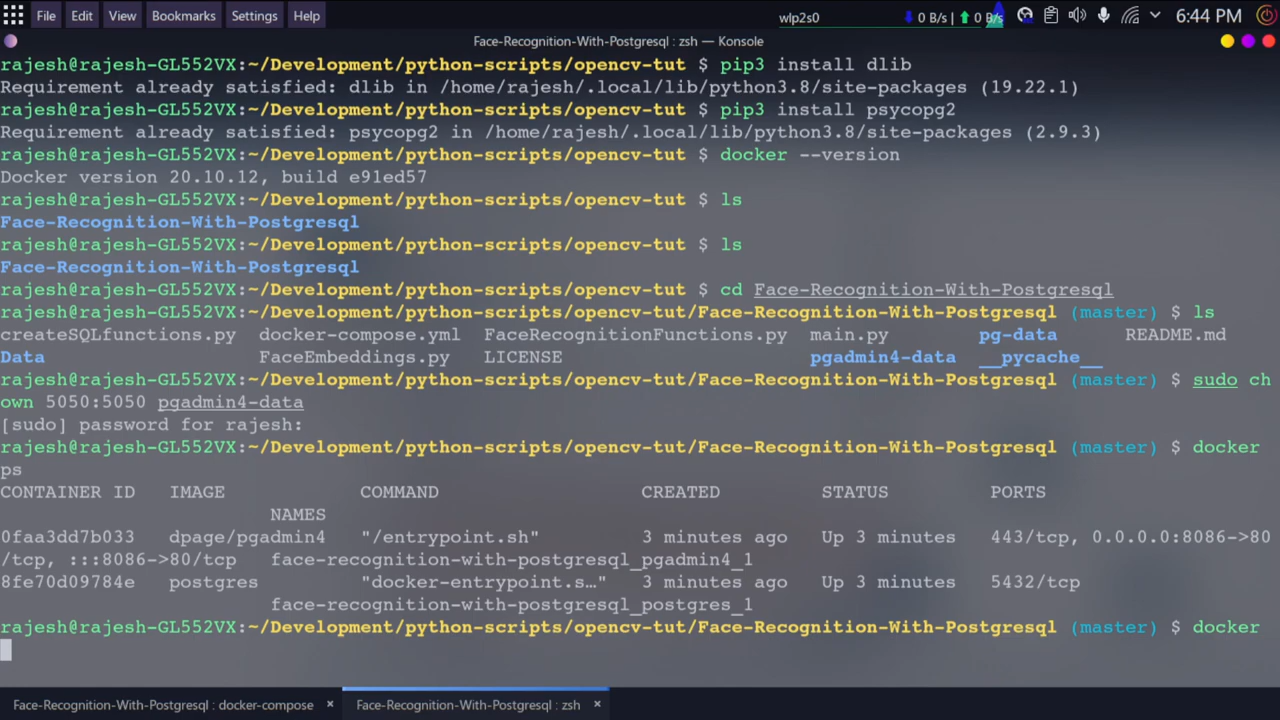 File Edit View Bookmarks Settings Help wlp2s0 0 B/s | 0 B/s 6:44 PM
Face-Recognition-With-Postgresql : zsh — Konsole
rajesh@rajesh-GL552VX:~/Development/python-scripts/opencv-tut $ pip3 install dlib
Requirement already satisfied: dlib in /home/rajesh/.local/lib/python3.8/site-packages (19.22.1)
rajesh@rajesh-GL552VX:~/Development/python-scripts/opencv-tut $ pip3 install psycopg2
Requirement already satisfied: psycopg2 in /home/rajesh/.local/lib/python3.8/site-packages (2.9.3)
rajesh@rajesh-GL552VX:~/Development/python-scripts/opencv-tut $ docker --version
Docker version 20.10.12, build e91ed57
rajesh@rajesh-GL552VX:~/Development/python-scripts/opencv-tut $ ls
Face-Recognition-With-Postgresql
rajesh@rajesh-GL552VX:~/Development/python-scripts/opencv-tut $ ls
Face-Recognition-With-Postgresql
rajesh@rajesh-GL552VX:~/Development/python-scripts/opencv-tut $ cd Face-Recognition-With-Postgresql
rajesh@rajesh-GL552VX:~/Development/python-scripts/opencv-tut/Face-Recognition-With-Postgresql (master) $ ls
createSQLfunctions.py docker-compose.yml FaceRecognitionFunctions.py main.py pg-data README.md
Data FaceEmbeddings.py LICENSE pgadmin4-data __pycache__
rajesh@rajesh-GL552VX:~/Development/python-scripts/opencv-tut/Face-Recognition-With-Postgresql (master) $ sudo ch
own 5050:5050 pgadmin4-data
[sudo] password for rajesh:
rajesh@rajesh-GL552VX:~/Development/python-scripts/opencv-tut/Face-Recognition-With-Postgresql (master) $ docker
ps
CONTAINER ID IMAGE COMMAND CREATED STATUS PORTS
NAMES
0faa3dd7b033 dpage/pgadmin4 "/entrypoint.sh" 3 minutes ago Up 3 minutes 443/tcp, 0.0.0.0:8086->80
/tcp, :::8086->80/tcp face-recognition-with-postgresql_pgadmin4_1
8fe70d09784e postgres "docker-entrypoint.s…" 3 minutes ago Up 3 minutes 5432/tcp
face-recognition-with-postgresql_postgres_1
rajesh@rajesh-GL552VX:~/Development/python-scripts/opencv-tut/Face-Recognition-With-Postgresql (master) $ docker
Face-Recognition-With-Postgresql : docker-compose × Face-Recognition-With-Postgresql : zsh ×